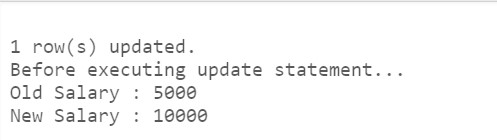 1 row(s) updated.
Before executing update statement...
Old Salary : 5000
New Salary : 10000